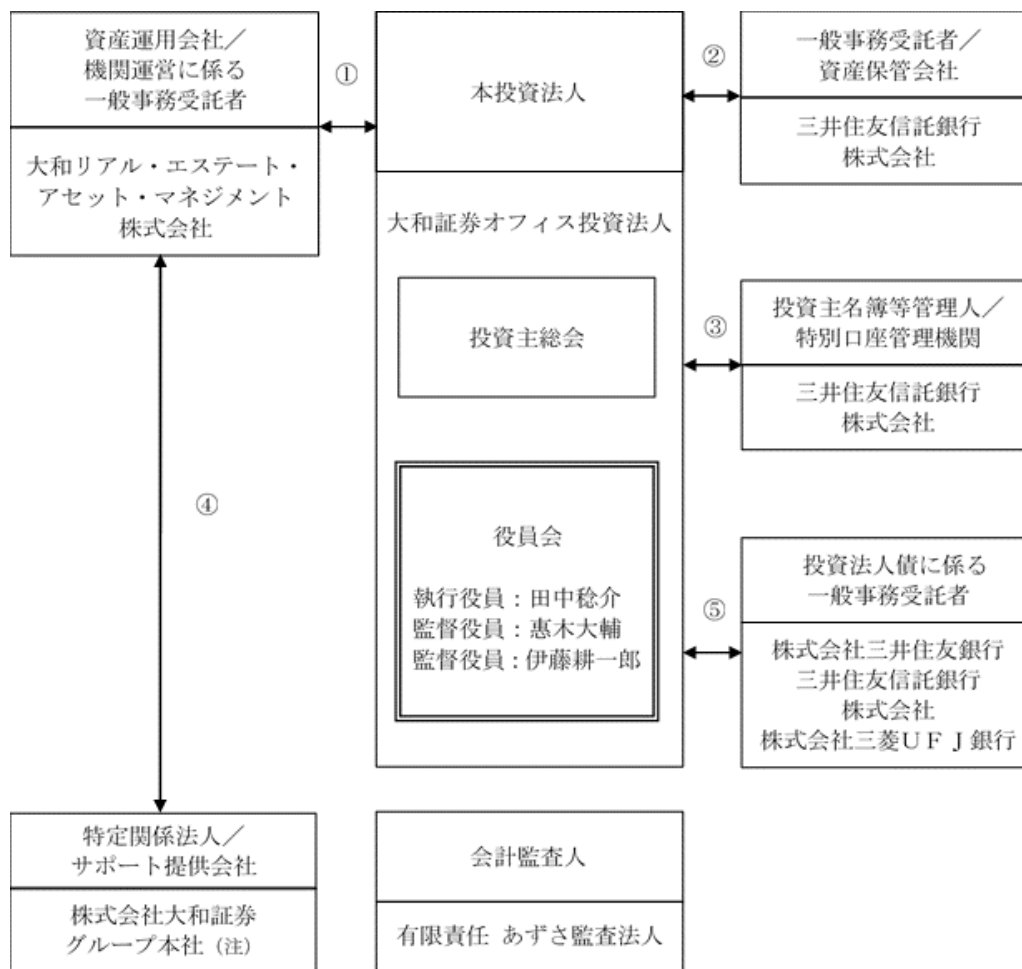 資産運用会社／
機関運営に係る
一般事務受託者
大和リアル・エステート・
アセット・マネジメント
株式会社
①
本投資法人
大和証券オフィス投資法人
投資主総会
役員会
執行役員：田中稔介
監督役員：惠木大輔
監督役員：伊藤耕一郎
②
一般事務受託者／
資産保管会社
三井住友信託銀行
株式会社
③
投資主名簿等管理人／
特別口座管理機関
三井住友信託銀行
株式会社
④
⑤
投資法人債に係る
一般事務受託者
株式会社三井住友銀行
三井住友信託銀行
株式会社
株式会社三菱ＵＦＪ銀行
特定関係法人／
サポート提供会社
株式会社大和証券
グループ本社（注）
会計監査人
有限責任 あずさ監査法人